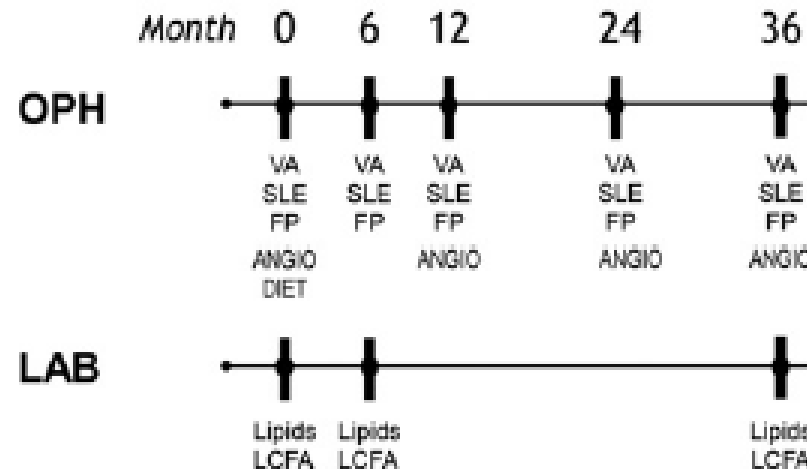 Month 0 6 12 24 36
OPH
VA VA VA VA VA
SLE SLE SLE SLE SLE
FP FP FP FP FP
ANGIO ANGIO ANGIO ANGIO
DIET
LAB
Lipids Lipids Lipids
LCFA LCFA LCFA